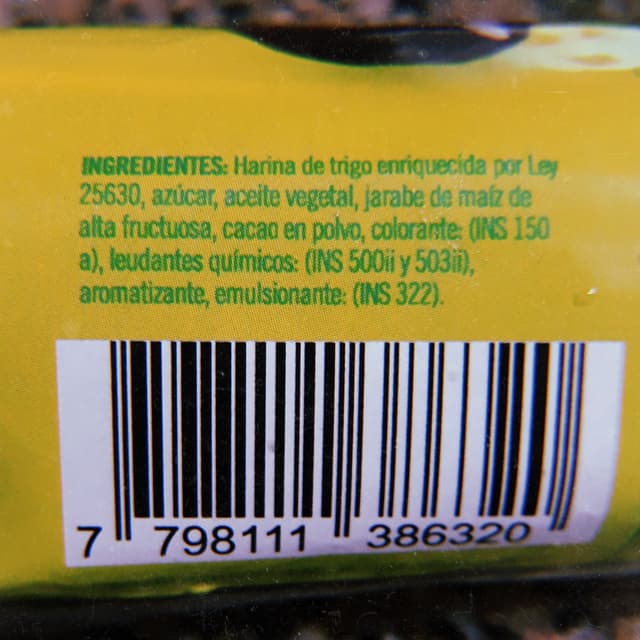 INGREDIENTES: Harina de trigo enriquecida por Ley
25630, azúcar, aceite vegetal, jarabe de maíz de
alta fructuosa, cacao en polvo, colorante: (INS 150
a), leudantes químicos: (INS 500ii y 503ii),
aromatizante, emulsionante: (INS 322).
7 798111 386320